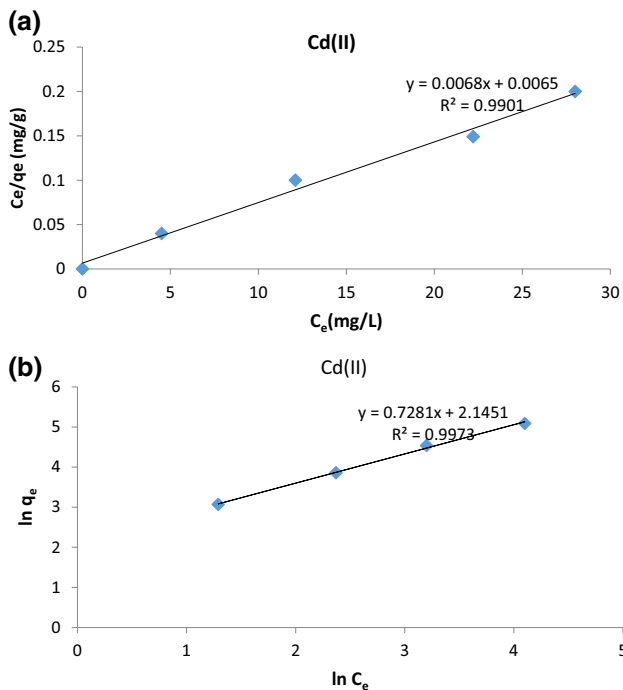 (a)
Cd(II)
y = 0.0068x + 0.0065
R² = 0.9901
Ce/qe (mg/g)
0.25
0.2
0.15
0.1
0.05
0
0 5 10 15 20 25 30
Ce(mg/L)
(b)
Cd(II)
y = 0.7281x + 2.1451
R² = 0.9973
ln qe
6
5
4
3
2
1
0
0 1 2 3 4 5
ln Ce